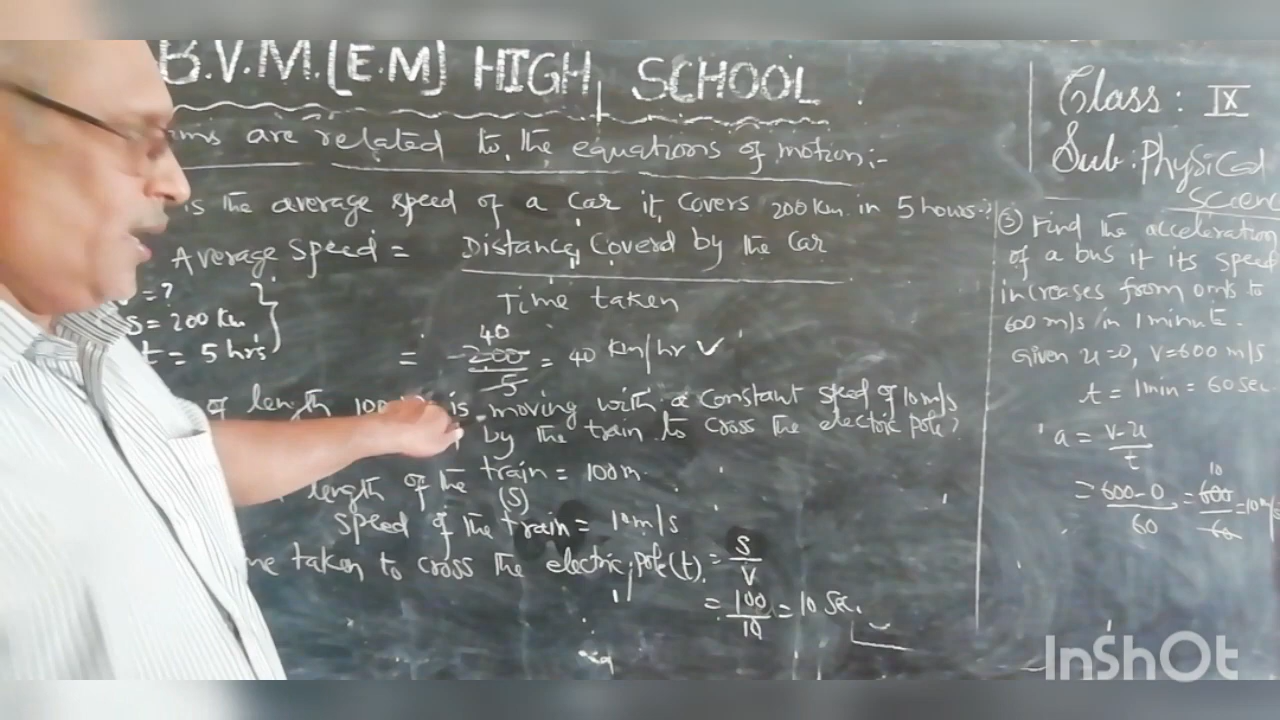 B.V.M.(E.M) HIGH SCHOOL
are related to the equations of motion:-
is the average speed of a car it covers 200 Km in 5 hours?
Average speed = Distance Coverd by the Car
Time taken
= ?
S = 200 Km
t = 5 hrs
40
= 200 = 40 Km/hr ✓
5
of length 100 is moving with a constant speed of 10 m/s
by the train to cross the electric pole?
length of the train = 100m
(S)
speed of the train = 10m/s
taken to cross the electric pole (t) = S
V
= 100 = 10 Sec.
10
Class: IX
Sub: Physical
③ Find the acceleration
of a bus if its speed
increases from 0m/s to
600 m/s in 1 minute.
Given u=0, V=600 m/s
t = 1min = 60 sec
a = v-u
t
10
= 600-0 = 600 = 10 m/s
60 60
InShOt